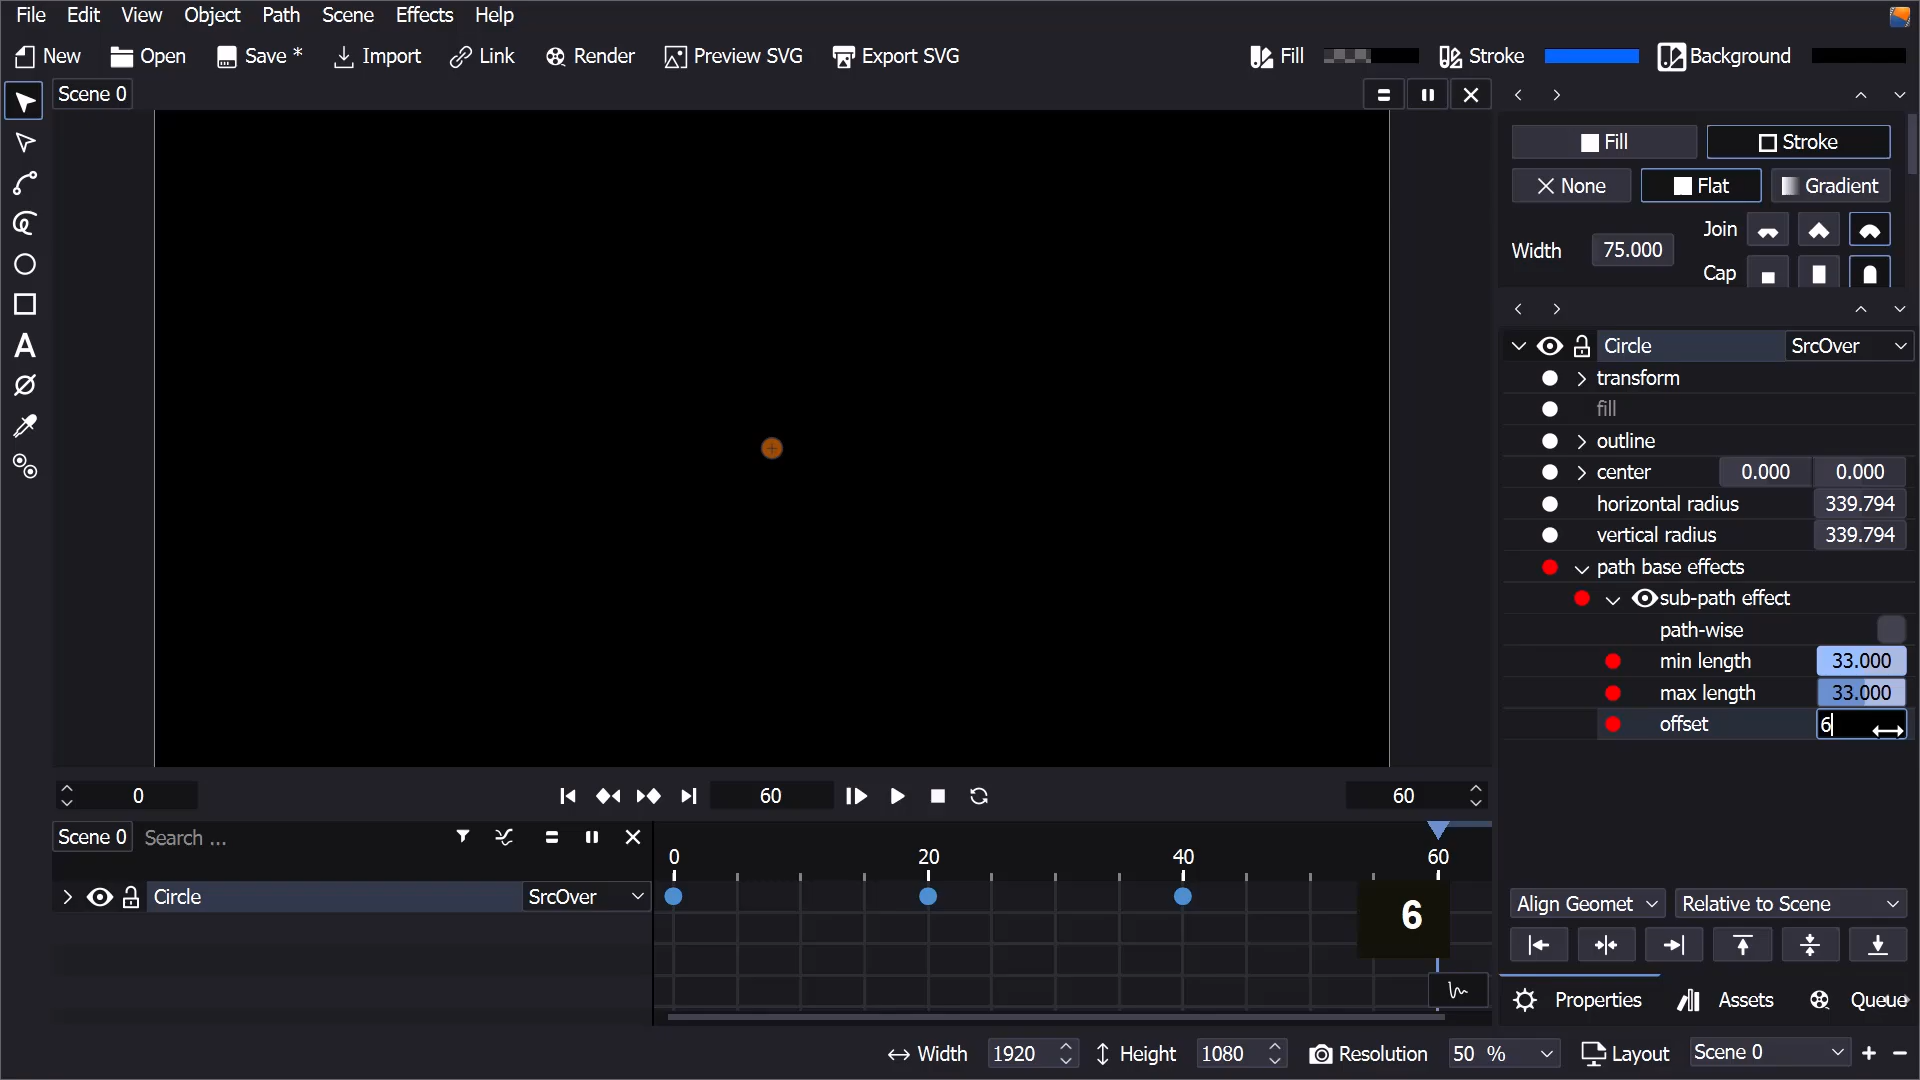 File Edit View Object Path Scene Effects Help
New Open Save * Import Link Render Preview SVG Export SVG Fill Stroke Background
Scene 0
Fill Stroke
None Flat Gradient
Join
Width 75.000
Cap
Circle SrcOver
transform
fill
outline
center 0.000 0.000
horizontal radius 339.794
vertical radius 339.794
path base effects
sub-path effect
path-wise
min length 33.000
max length 33.000
offset 6
0 60 60
Scene 0 Search ...
0 20 40 60
Circle SrcOver
6
Align Geomet Relative to Scene
Properties Assets Queue
Width 1920 Height 1080 Resolution 50 % Layout Scene 0